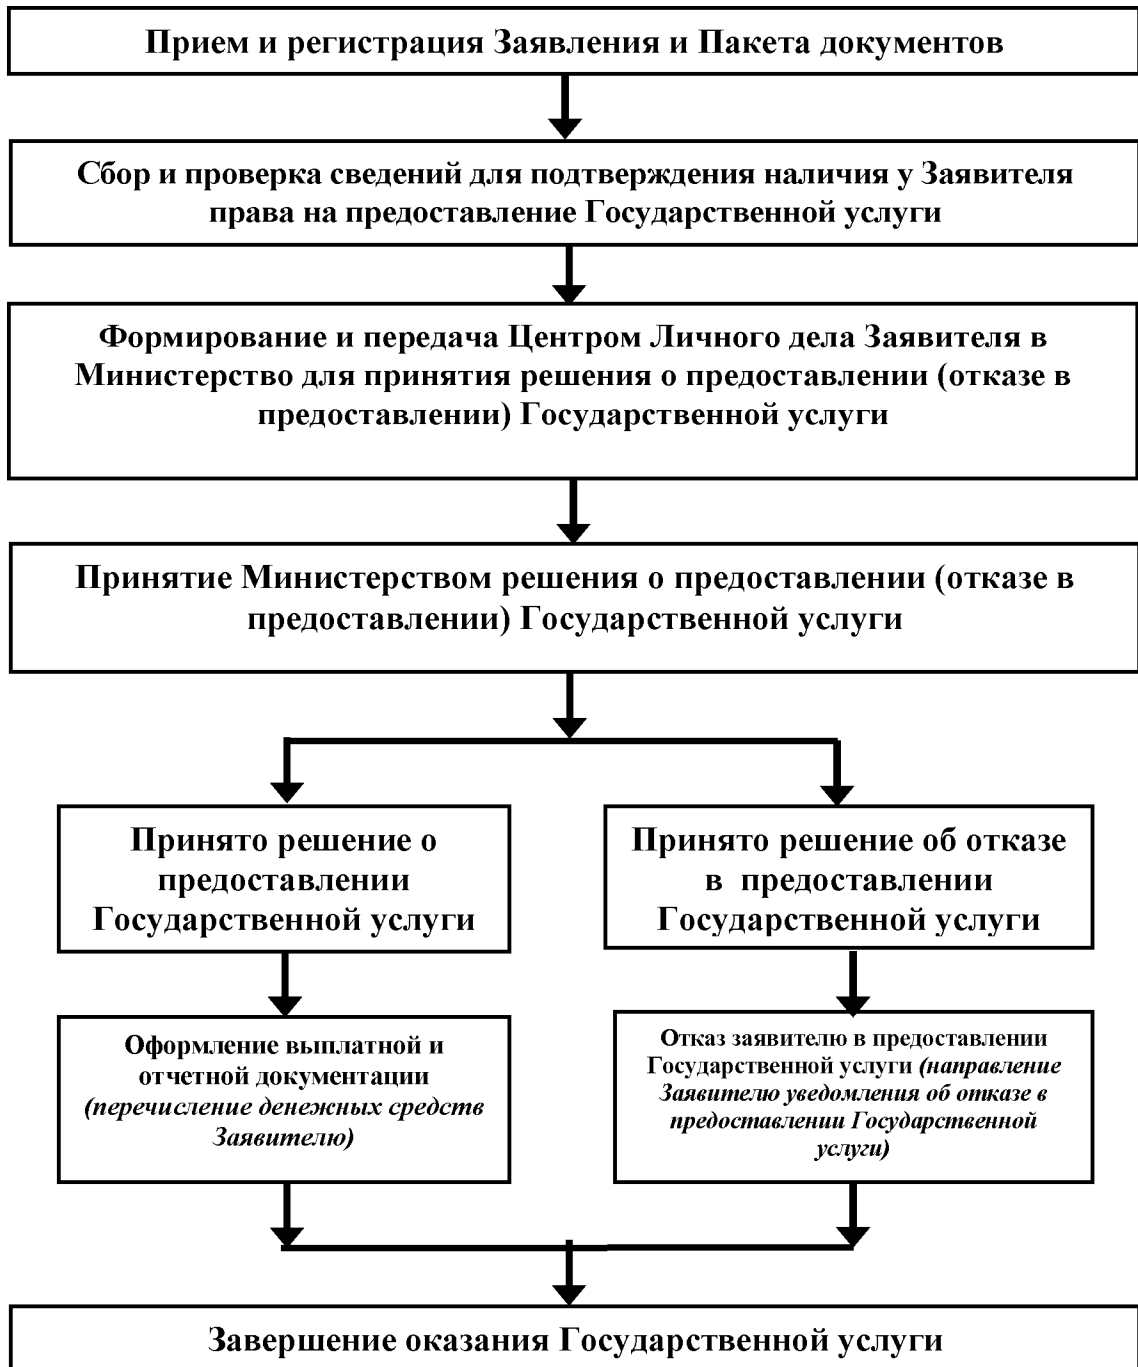 Прием и регистрация Заявления и Пакета документов
Сбор и проверка сведений для подтверждения наличия у Заявителя
права на предоставление Государственной услуги
Формирование и передача Центром Личного дела Заявителя в
Министерство для принятия решения о предоставлении (отказе в
предоставлении) Государственной услуги
Принятие Министерством решения о предоставлении (отказе в
предоставлении) Государственной услуги
Принято решение о
предоставлении
Государственной услуги
Принято решение об отказе
в предоставлении
Государственной услуги
Оформление выплатной и
отчетной документации
(перечисление денежных средств
Заявителю)
Отказ заявителю в предоставлении
Государственной услуги (направление
Заявителю уведомления об отказе в
предоставлении Государственной
услуги)
Завершение оказания Государственной услуги